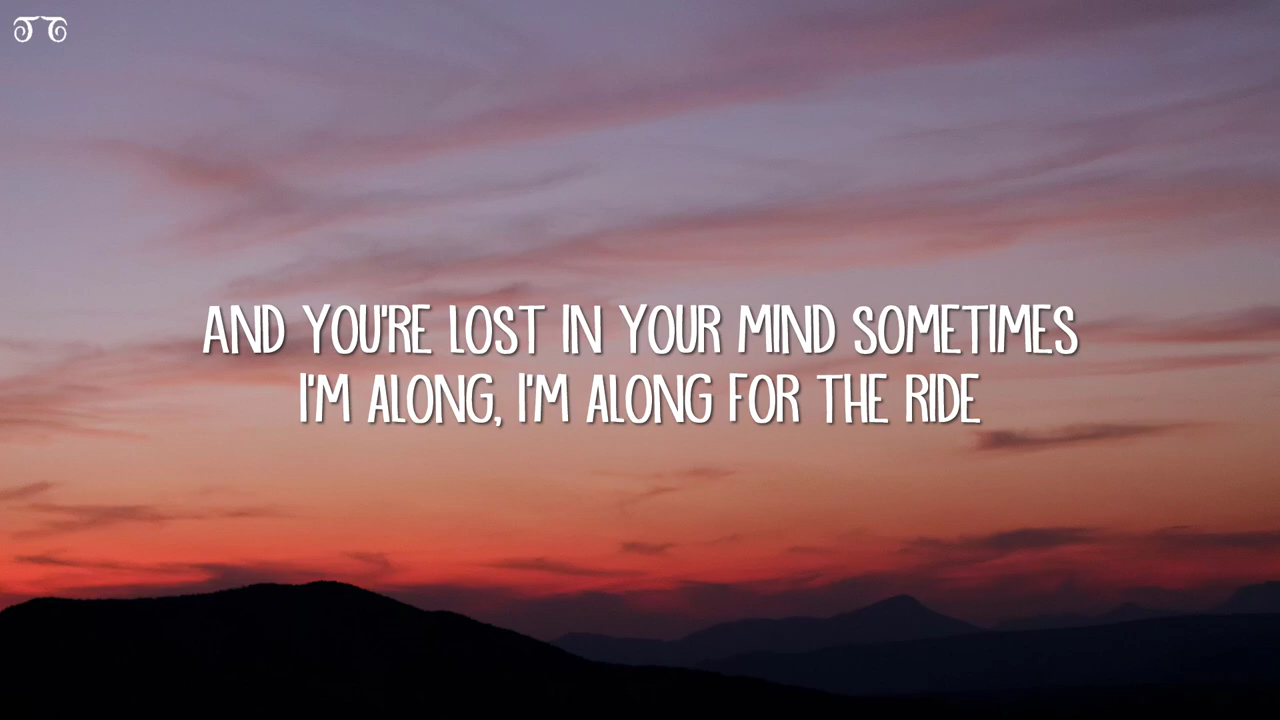 AND YOU'RE LOST IN YOUR MIND SOMETIMES
I'M ALONG, I'M ALONG FOR THE RIDE